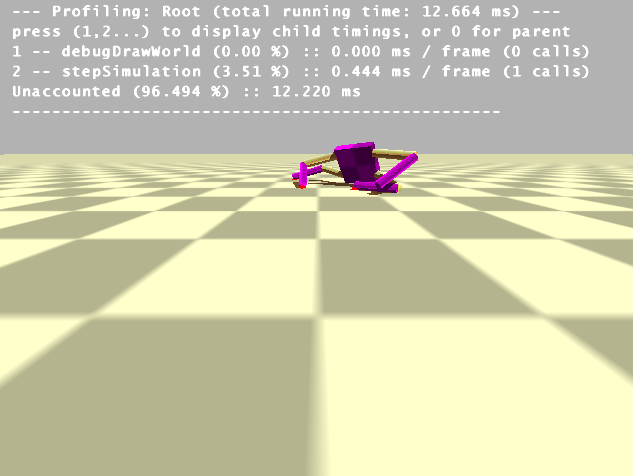 --- Profiling: Root (total running time: 12.664 ms) ---
press (1,2...) to display child timings, or 0 for parent
1 -- debugDrawWorld (0.00 %) :: 0.000 ms / frame (0 calls)
2 -- stepSimulation (3.51 %) :: 0.444 ms / frame (1 calls)
Unaccounted (96.494 %) :: 12.220 ms
-------------------------------------------------